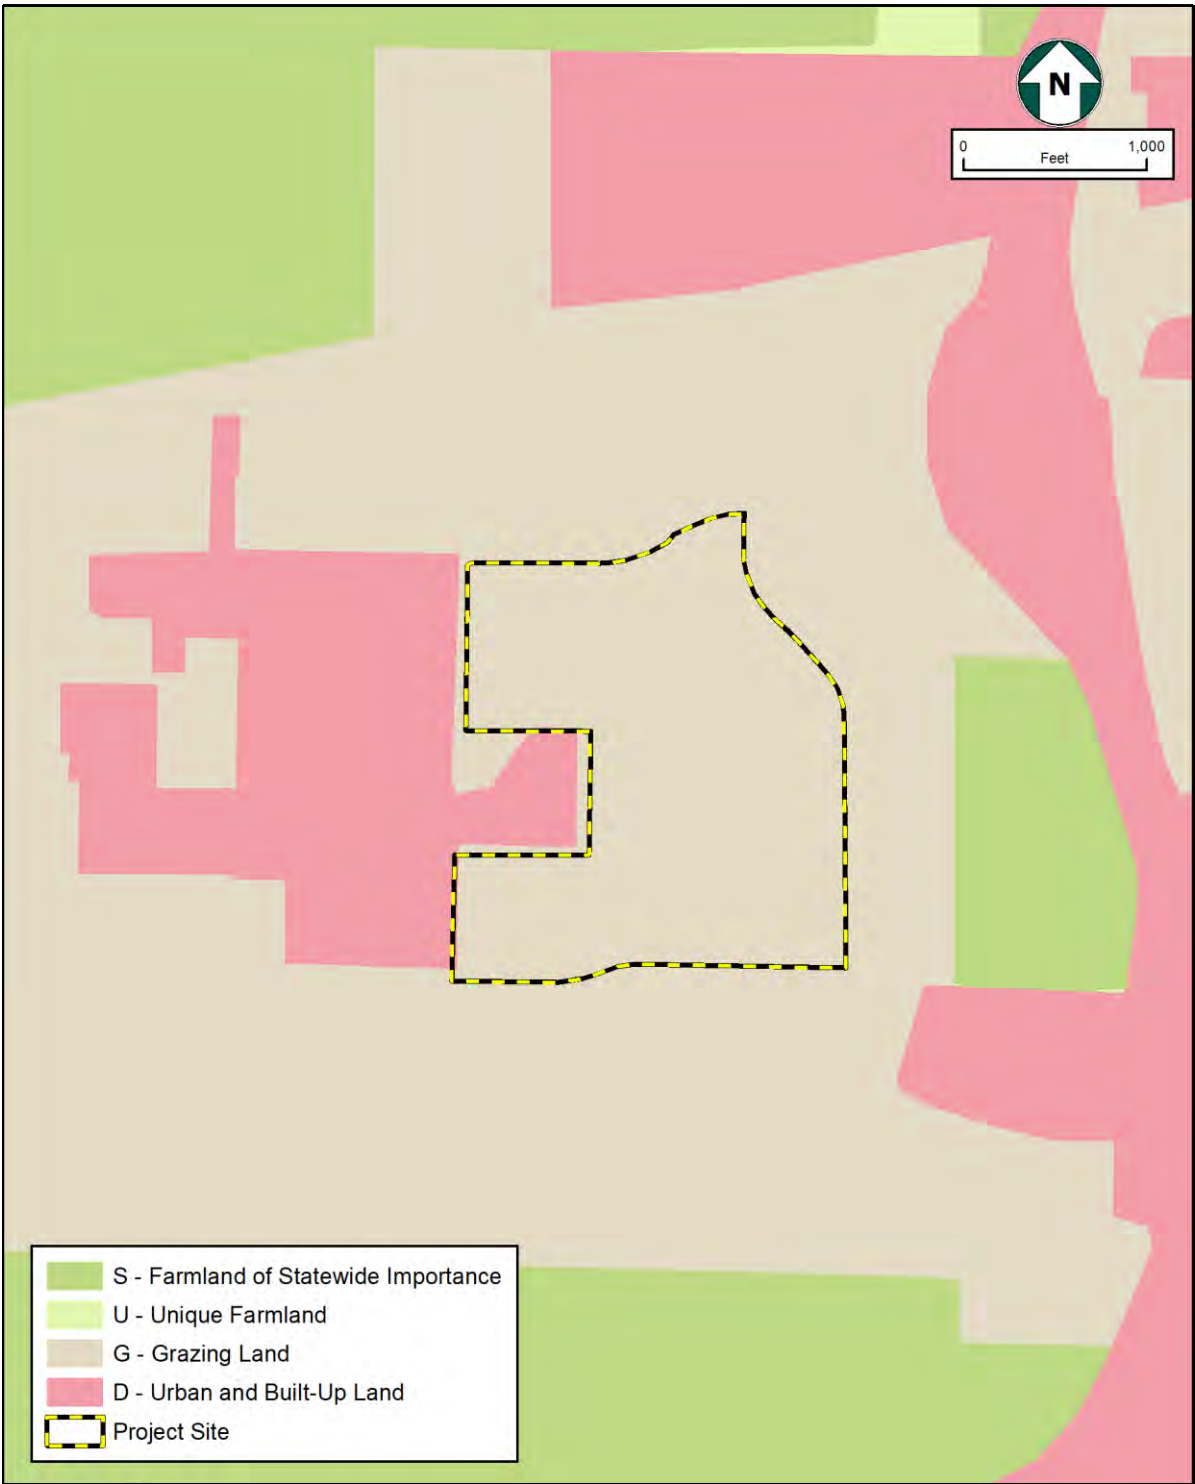 N
0 1,000
Feet
S - Farmland of Statewide Importance
U - Unique Farmland
G - Grazing Land
D - Urban and Built-Up Land
Project Site